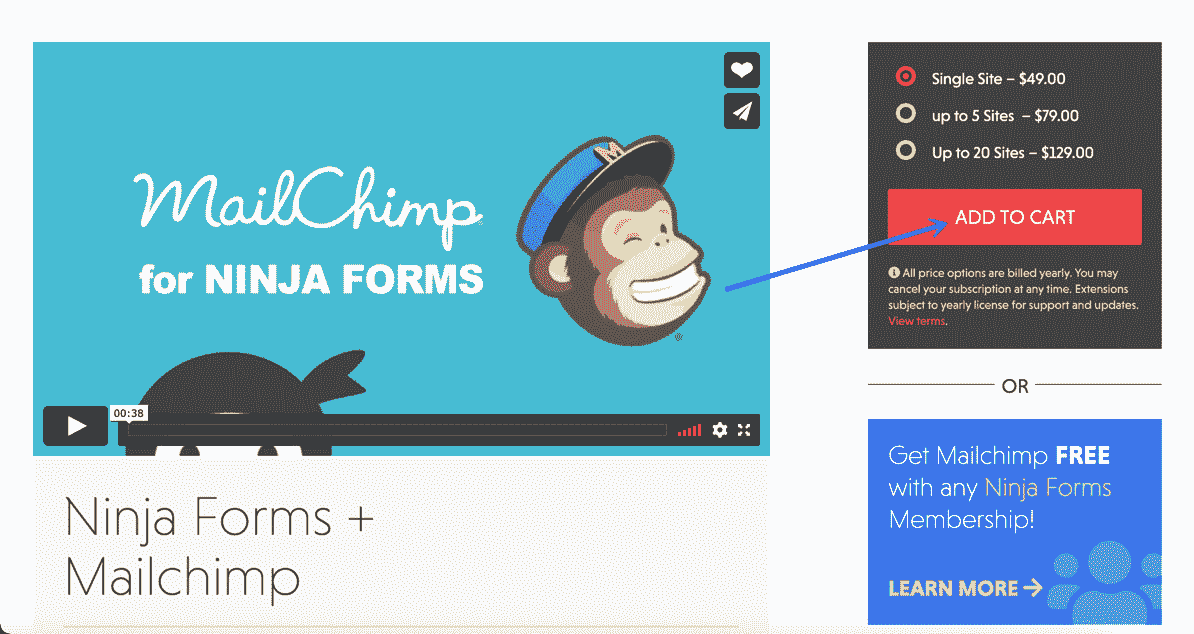 MailChimp
for NINJA FORMS
M
00:38
Ninja Forms +
Mailchimp
Single Site – $49.00
up to 5 Sites – $79.00
Up to 20 Sites – $129.00
ADD TO CART
All price options are billed yearly. You may
cancel your subscription at any time. Extensions
subject to yearly license for support and updates.
View terms.
OR
Get Mailchimp FREE
with any Ninja Forms
Membership!
LEARN MORE →